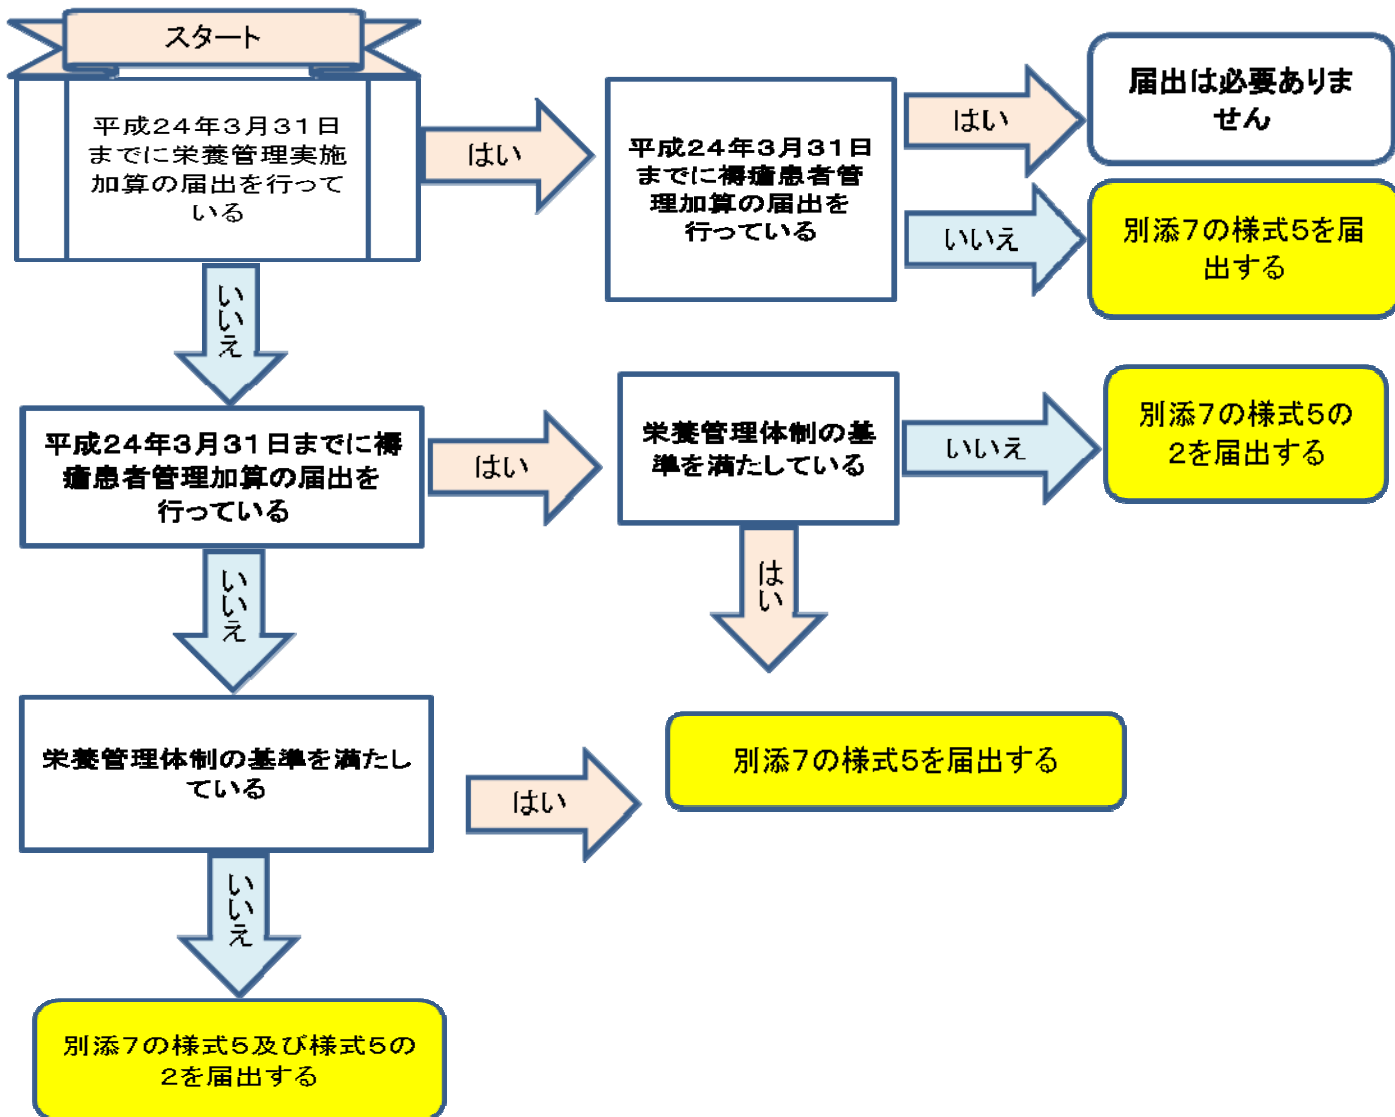 スタート
平成24年3月31日
までに栄養管理実施
加算の届出を行って
いる
はい
平成24年3月31日
までに褥瘡患者管
理加算の届出を
行っている
はい
届出は必要ありま
せん
いいえ
別添7の様式5を届
出する
いいえ
平成24年3月31日までに褥
瘡患者管理加算の届出を
行っている
はい
栄養管理体制の基
準を満たしている
いいえ
別添7の様式5の
2を届出する
いいえ
はい
栄養管理体制の基準を満たし
ている
はい
別添7の様式5を届出する
いいえ
別添7の様式5及び様式5の
2を届出する